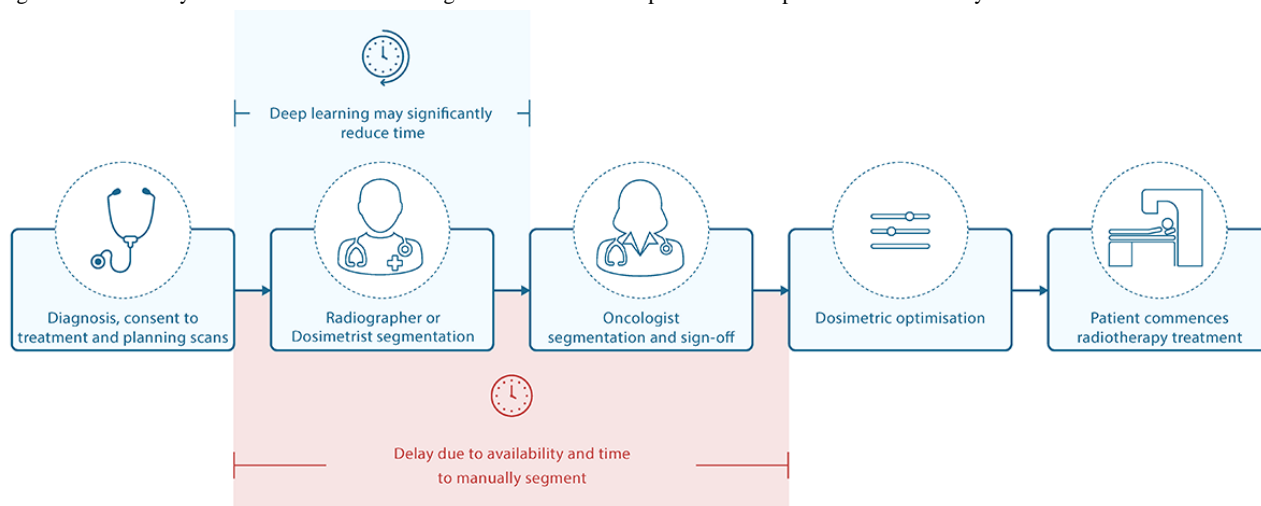 Deep learning may significantly
reduce time
Diagnosis, consent to
treatment and planning scans
Radiographer or
Dosimetrist segmentation
Oncologist
segmentation and sign-off
Dosimetric optimisation
Patient commences
radiotherapy treatment
Delay due to availability and time
to manually segment